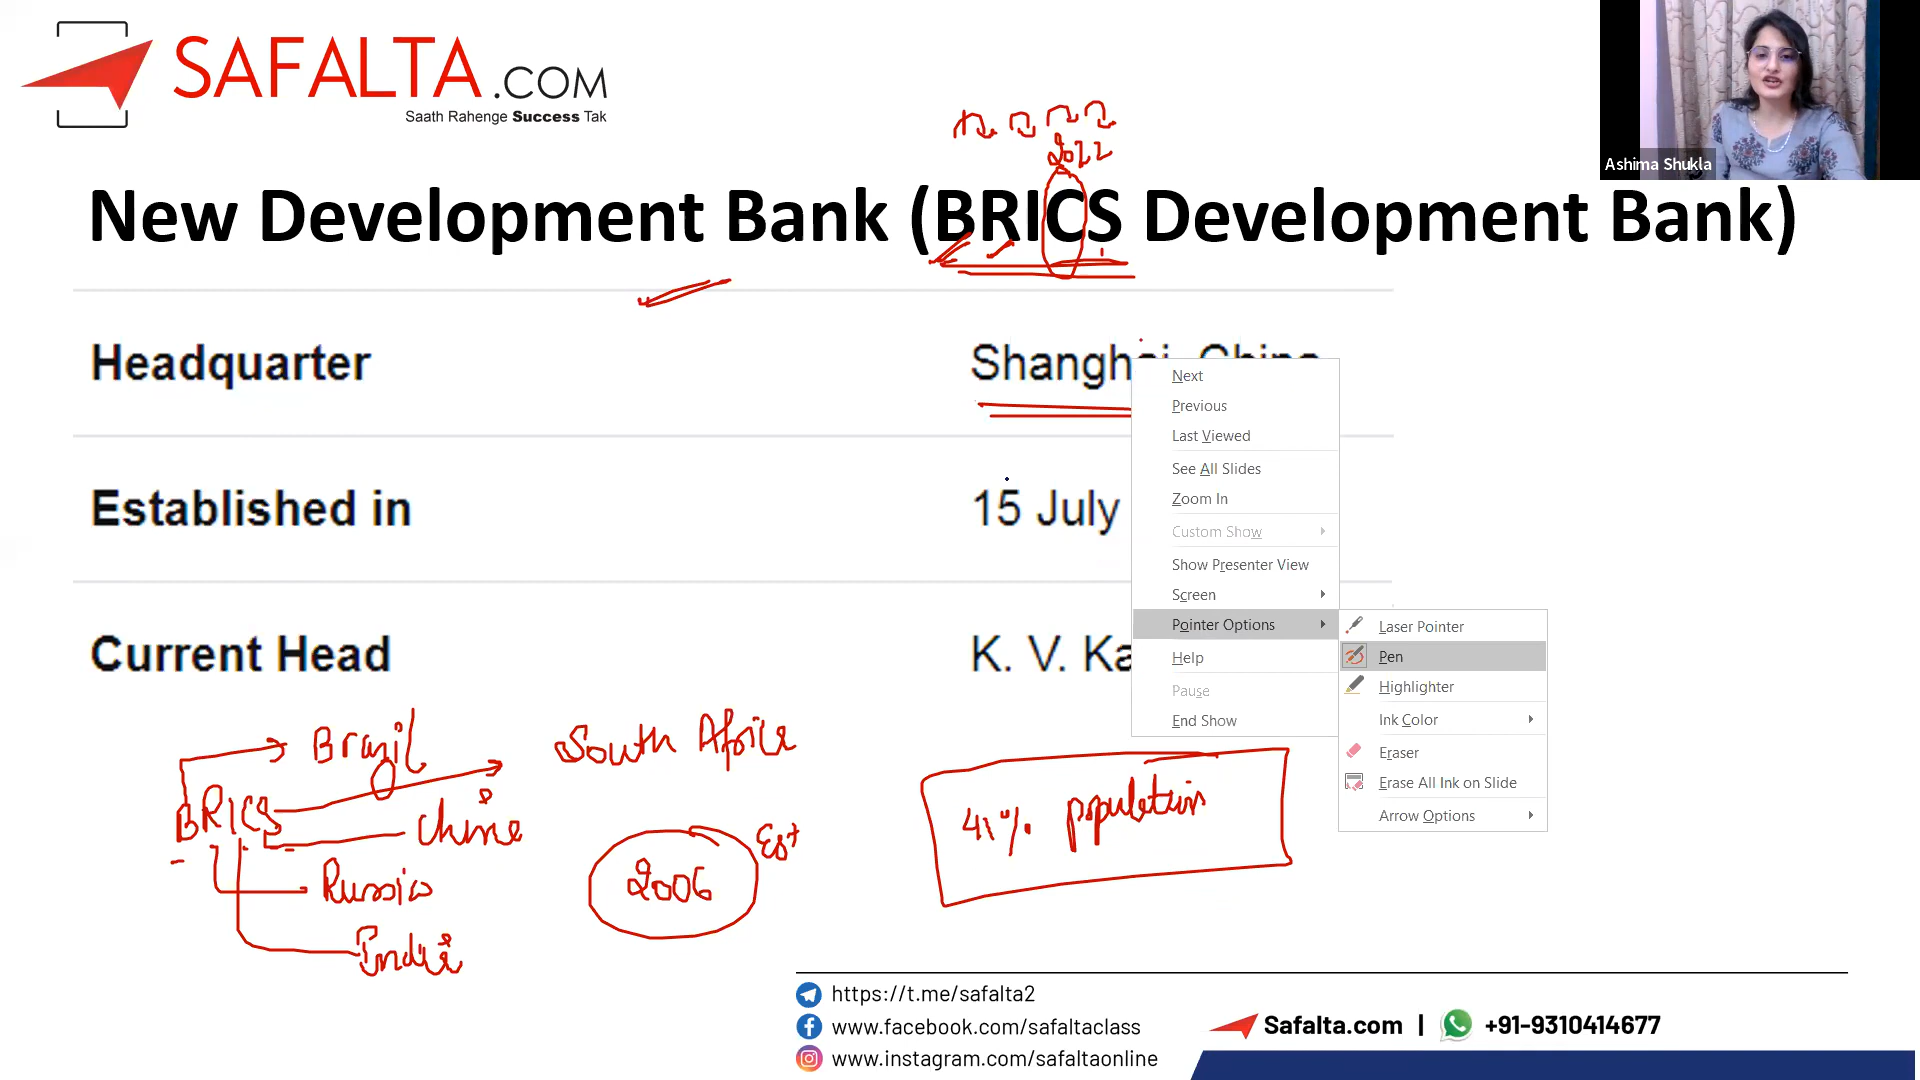 SAFALTA.COM
Saath Rahenge Success Tak
Ashima Shukla
2022
New Development Bank (BRICS Development Bank)
Headquarter
Shanghai, China
Established in
15 July
Current Head
K. V. Ka
Next
Previous
Last Viewed
See All Slides
Zoom In
Custom Show
Show Presenter View
Screen
Pointer Options
Help
Pause
End Show
Laser Pointer
Pen
Highlighter
Ink Color
Eraser
Erase All Ink on Slide
Arrow Options
Brazil
South Africa
BRICS
China
Russia
India
2006
Est
41% population
https://t.me/safalta2
www.facebook.com/safaltaclass
www.instagram.com/safaltaonline
Safalta.com | +91-9310414677